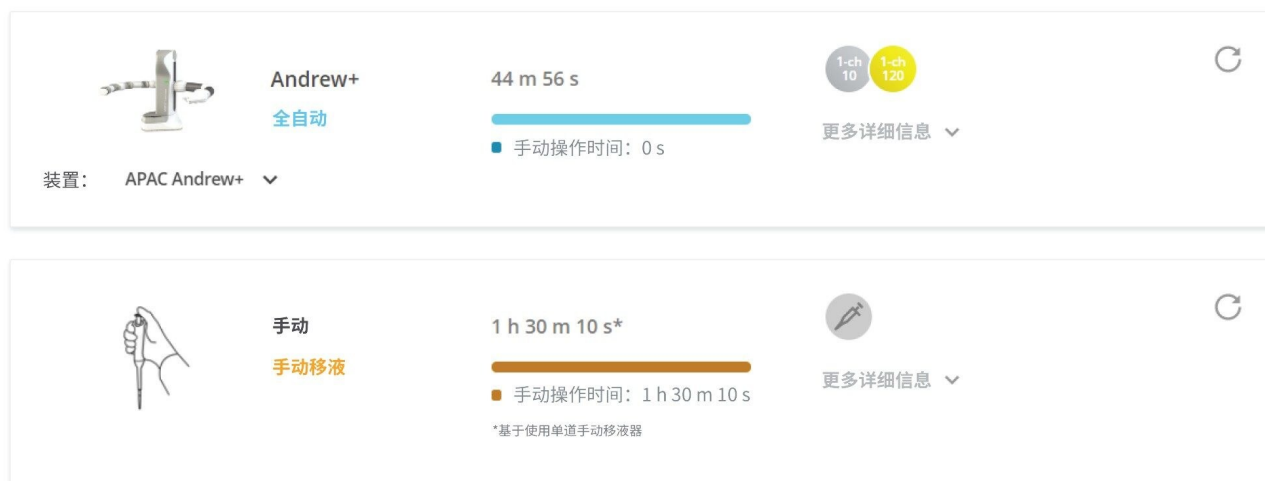 Andrew+
44 m 56 s
1-ch
10
1-ch
120
全自动
更多详细信息
手动操作时间：0 s
装置：
APAC Andrew+
手动
1 h 30 m 10 s*
手动移液
更多详细信息
手动操作时间：1 h 30 m 10 s
*基于使用单道手动移液器